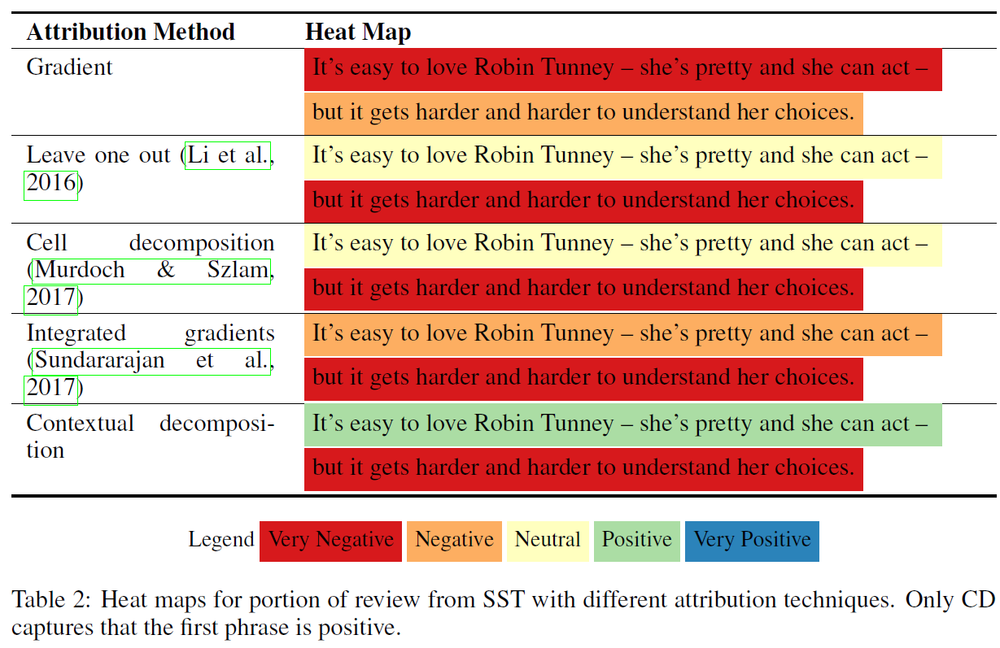 Attribution Method Heat Map
Gradient It's easy to love Robin Tunney – she's pretty and she can act –
but it gets harder and harder to understand her choices.
Leave one out (Li et al., It's easy to love Robin Tunney – she's pretty and she can act –
2016)
but it gets harder and harder to understand her choices.
Cell decomposition It's easy to love Robin Tunney – she's pretty and she can act –
(Murdoch & Szlam,
but it gets harder and harder to understand her choices.
2017)
Integrated gradients It's easy to love Robin Tunney – she's pretty and she can act –
(Sundararajan et al.,
but it gets harder and harder to understand her choices.
2017)
Contextual decomposi- It's easy to love Robin Tunney – she's pretty and she can act –
tion
but it gets harder and harder to understand her choices.
Legend Very Negative Negative Neutral Positive Very Positive
Table 2: Heat maps for portion of review from SST with different attribution techniques. Only CD
captures that the first phrase is positive.